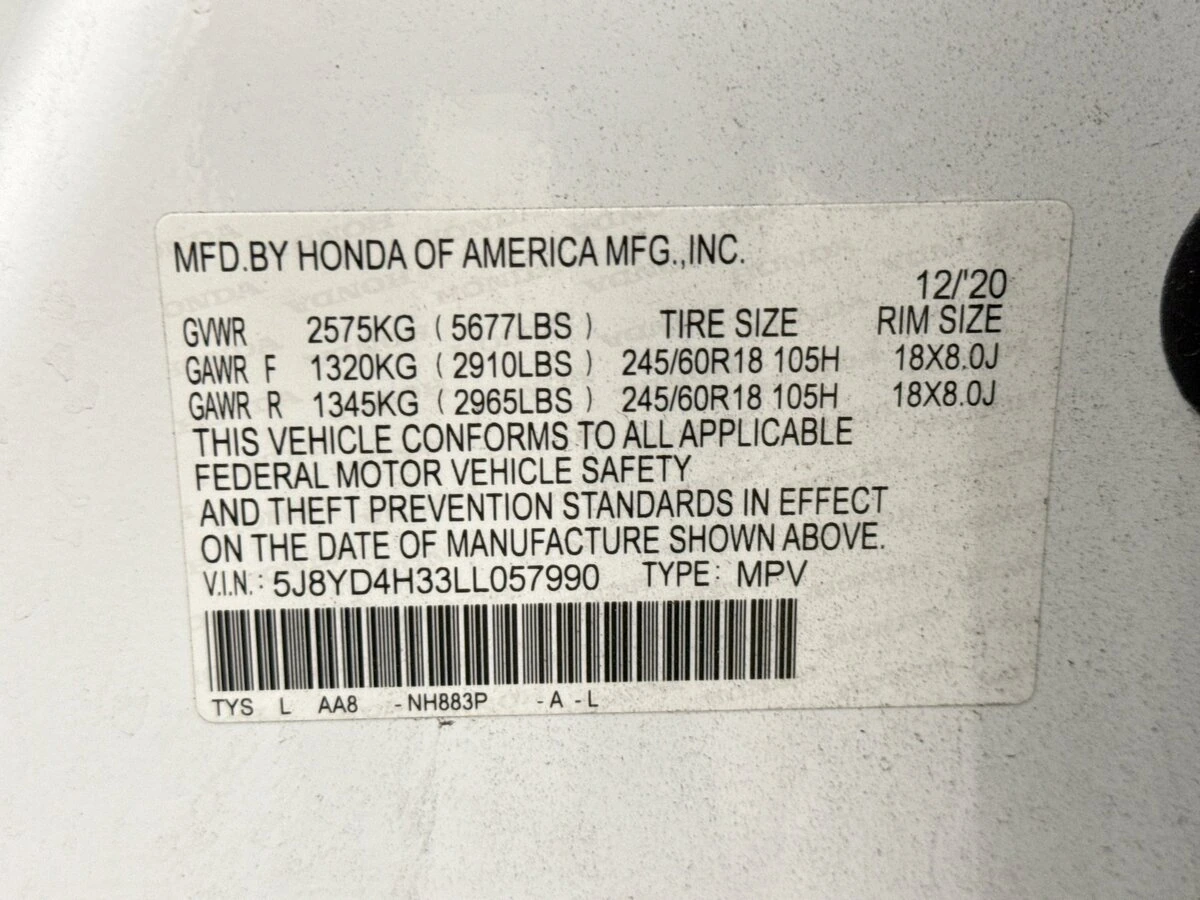 MFD.BY HONDA OF AMERICA MFG.,INC.
12/'20
GVWR 2575KG ( 5677LBS ) TIRE SIZE RIM SIZE
GAWR F 1320KG ( 2910LBS ) 245/60R18 105H 18X8.0J
GAWR R 1345KG ( 2965LBS ) 245/60R18 105H 18X8.0J
THIS VEHICLE CONFORMS TO ALL APPLICABLE
FEDERAL MOTOR VEHICLE SAFETY
AND THEFT PREVENTION STANDARDS IN EFFECT
ON THE DATE OF MANUFACTURE SHOWN ABOVE.
V.I.N.: 5J8YD4H33LL057990 TYPE: MPV
TYS L AA8 -NH883P -A -L